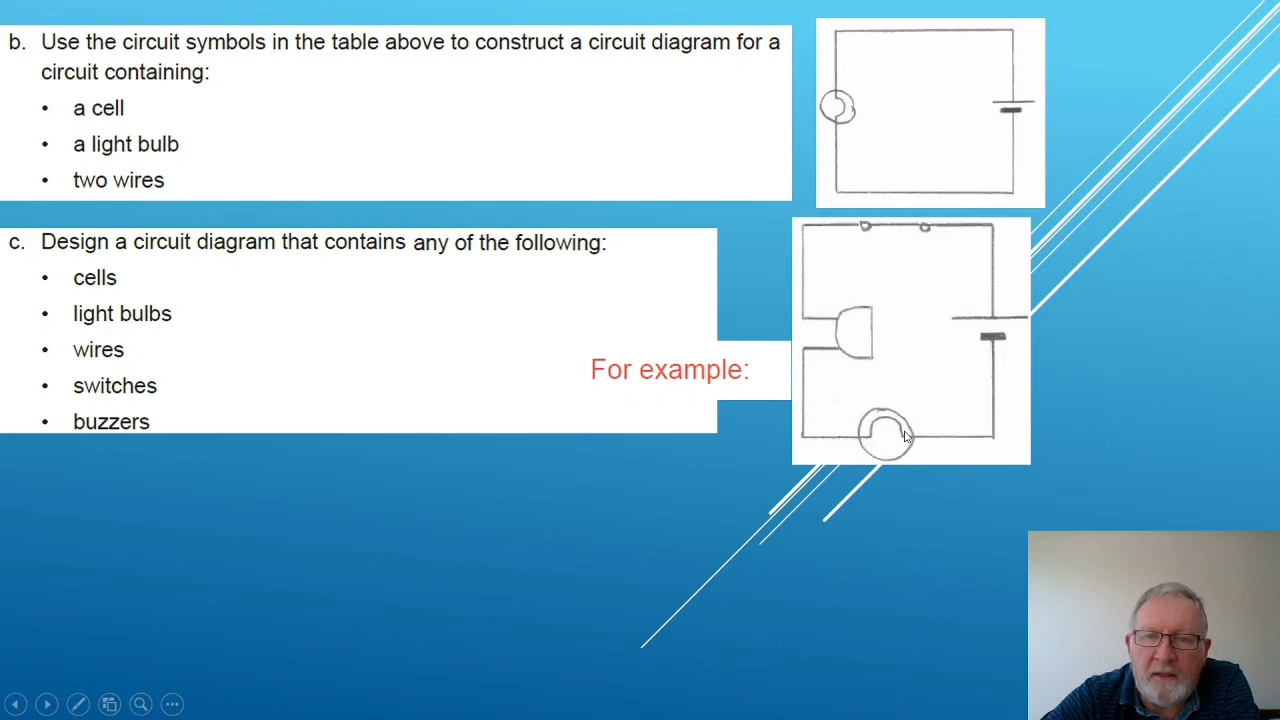 b. Use the circuit symbols in the table above to construct a circuit diagram for a
circuit containing:
• a cell
• a light bulb
• two wires
c. Design a circuit diagram that contains any of the following:
• cells
• light bulbs
• wires
• switches
• buzzers
For example: